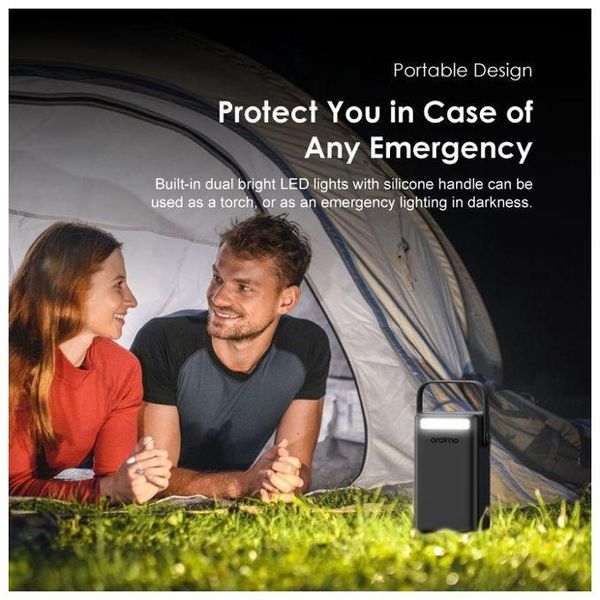 Portable Design
Protect You in Case of
Any Emergency
Built-in dual bright LED lights with silicone handle can be
used as a torch, or as an emergency lighting in darkness.
oraimo